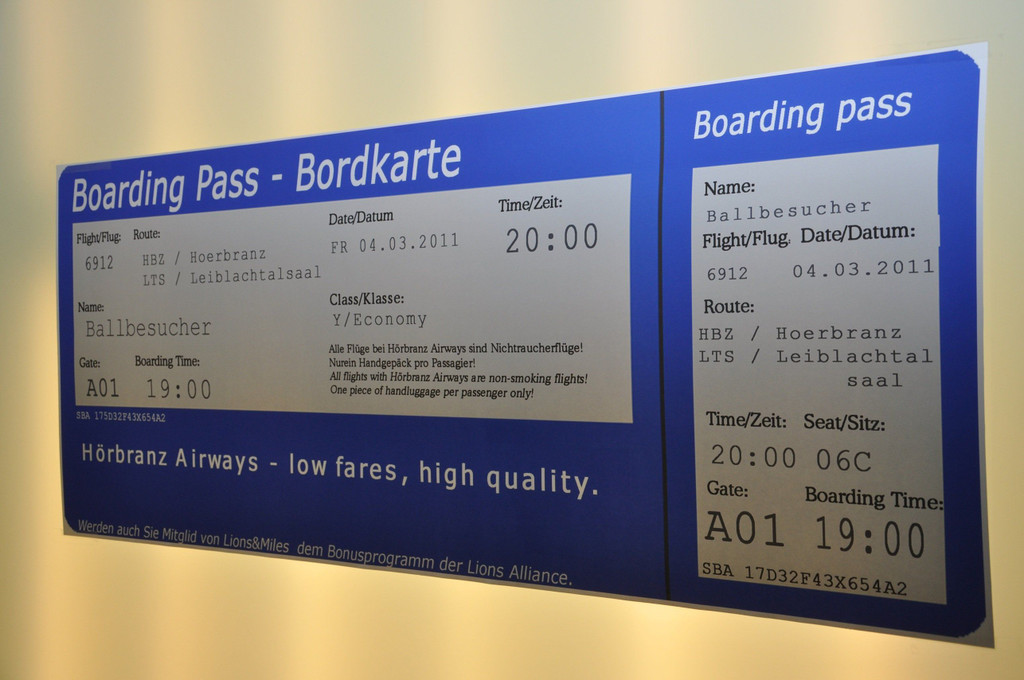 Boarding Pass - Bordkarte
Flight/Flug: Route: Date/Datum Time/Zeit:
6912 HBZ / Hoerbranz FR 04.03.2011 20:00
LTS / Leiblachtalsaal
Name: Class/Klasse:
Ballbesucher Y/Economy
Gate: Boarding Time:
A01 19:00
Alle Flüge bei Hörbranz Airways sind Nichtraucherflüge!
Nurein Handgepäck pro Passagier!
All flights with Hörbranz Airways are non-smoking flights!
One piece of handluggage per passenger only!
SBA 175D32F43X654A2
Hörbranz Airways - low fares, high quality.
Werden auch Sie Mitglid von Lions&Miles dem Bonusprogramm der Lions Alliance.
Boarding pass
Name:
Ballbesucher
Flight/Flug. Date/Datum:
6912 04.03.2011
Route:
HBZ / Hoerbranz
LTS / Leiblachtal
saal
Time/Zeit: Seat/Sitz:
20:00 06C
Gate: Boarding Time:
A01 19:00
SBA 17D32F43X654A2